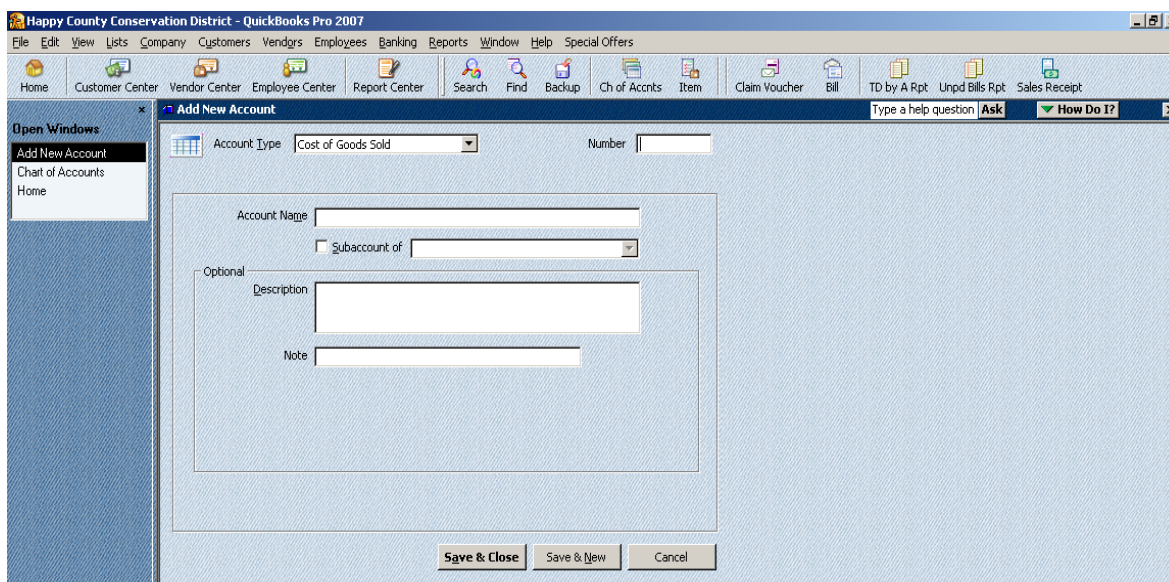 Happy County Conservation District - QuickBooks Pro 2007
File Edit View Lists Company Customers Vendors Employees Banking Reports Window Help Special Offers
Home Customer Center Vendor Center Employee Center Report Center Search Find Backup Ch of Accnts Item Claim Voucher Bill TD by A Rpt Unpd Bills Rpt Sales Receipt
Add New Account Type a help question Ask How Do I?
Open Windows
Add New Account
Chart of Accounts
Home
Account Type Cost of Goods Sold Number
Account Name
Subaccount of
Optional
Description
Note
Save & Close Save & New Cancel